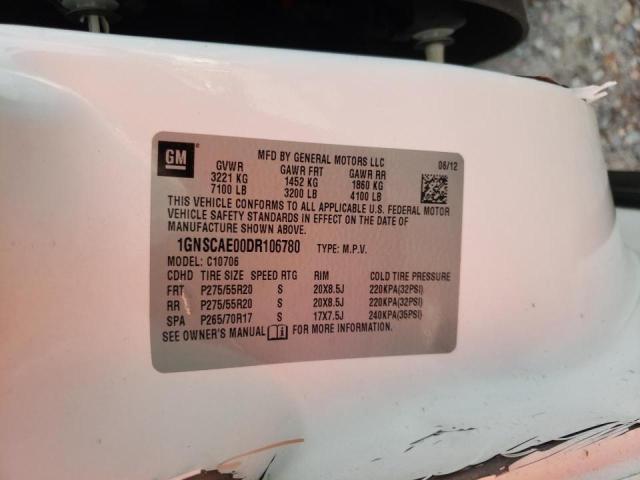 GM
MFD BY GENERAL MOTORS LLC 06/12
GVWR GAWR FRT GAWR RR
3221 KG 1452 KG 1860 KG
7100 LB 3200 LB 4100 LB
THIS VEHICLE CONFORMS TO ALL APPLICABLE U.S. FEDERAL MOTOR
VEHICLE SAFETY STANDARDS IN EFFECT ON THE DATE OF
MANUFACTURE SHOWN ABOVE.
1GNSCAE00DR106780 TYPE: M.P.V.
MODEL: C10706
CDHD TIRE SIZE SPEED RTG RIM COLD TIRE PRESSURE
FRT P275/55R20 S 20X8.5J 220KPA(32PSI)
RR P275/55R20 S 20X8.5J 220KPA(32PSI)
SPA P265/70R17 S 17X7.5J 240KPA(35PSI)
SEE OWNER'S MANUAL FOR MORE INFORMATION.